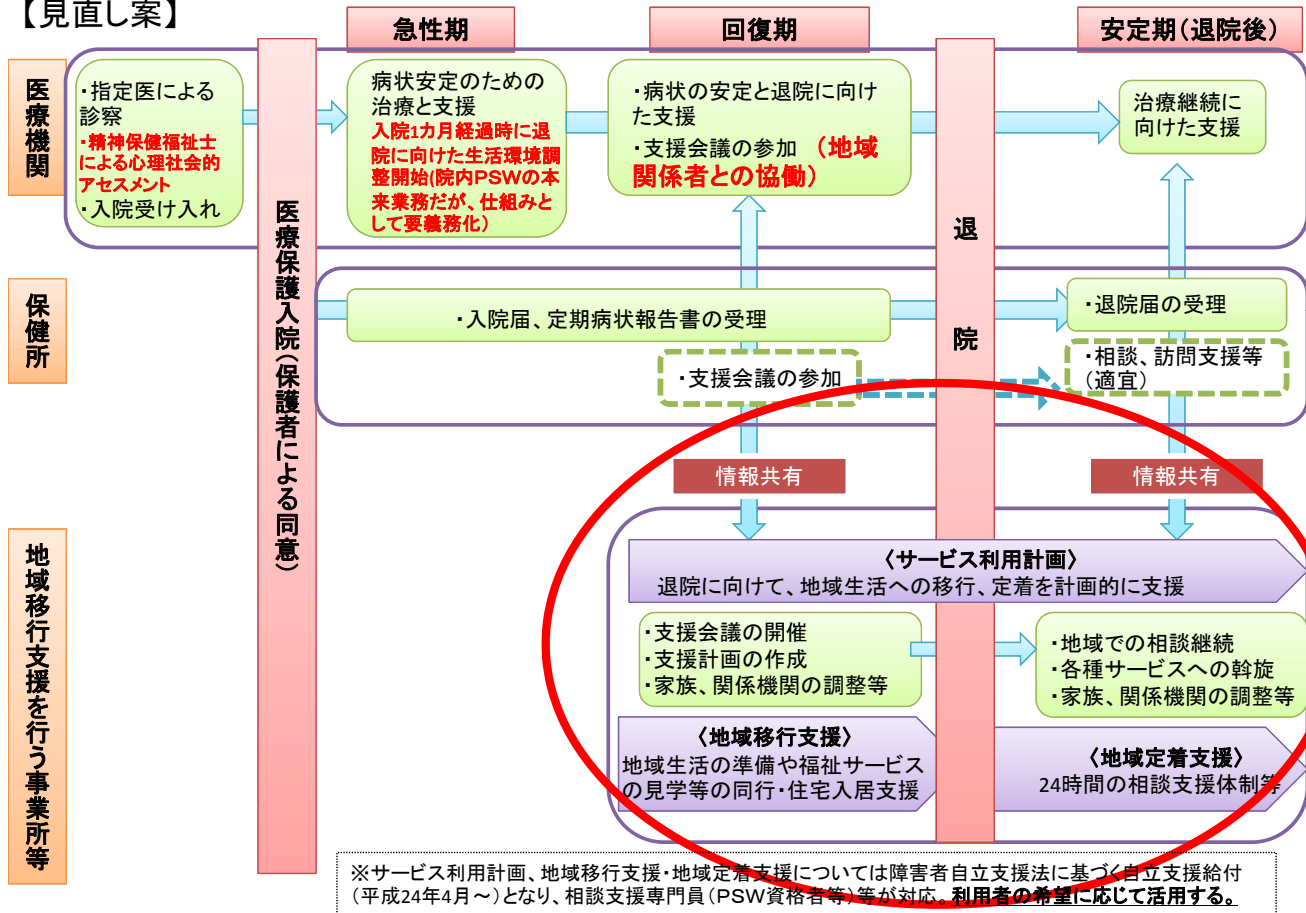 【見直し案】
急性期
回復期
安定期（退院後）
医療機関
・指定医による
診察
・精神保健福祉士
による心理社会的
アセスメント
・入院受け入れ
医療保護入院（保護者による同意）
病状安定のための
治療と支援
入院1カ月経過時に退
院に向けた生活環境調
整開始(院内PSWの本
来業務だが、仕組みと
して要義務化）
・病状の安定と退院に向け
た支援
・支援会議の参加　（地域
関係者との協働）
退院
治療継続に
向けた支援
保健所
・入院届、定期病状報告書の受理
・退院届の受理
・支援会議の参加
・相談、訪問支援等
（適宜）
情報共有
情報共有
地域移行支援を行う事業所等
〈サービス利用計画〉
退院に向けて、地域生活への移行、定着を計画的に支援
・支援会議の開催
・支援計画の作成
・家族、関係機関の調整等
・地域での相談継続
・各種サービスへの斡旋
・家族、関係機関の調整等
〈地域移行支援〉
地域生活の準備や福祉サービス
の見学等の同行・住宅入居支援
〈地域定着支援〉
24時間の相談支援体制等
※サービス利用計画、地域移行支援・地域定着支援については障害者自立支援法に基づく自立支援給付
（平成24年4月～）となり、相談支援専門員（PSW資格者等）等が対応。利用者の希望に応じて活用する。